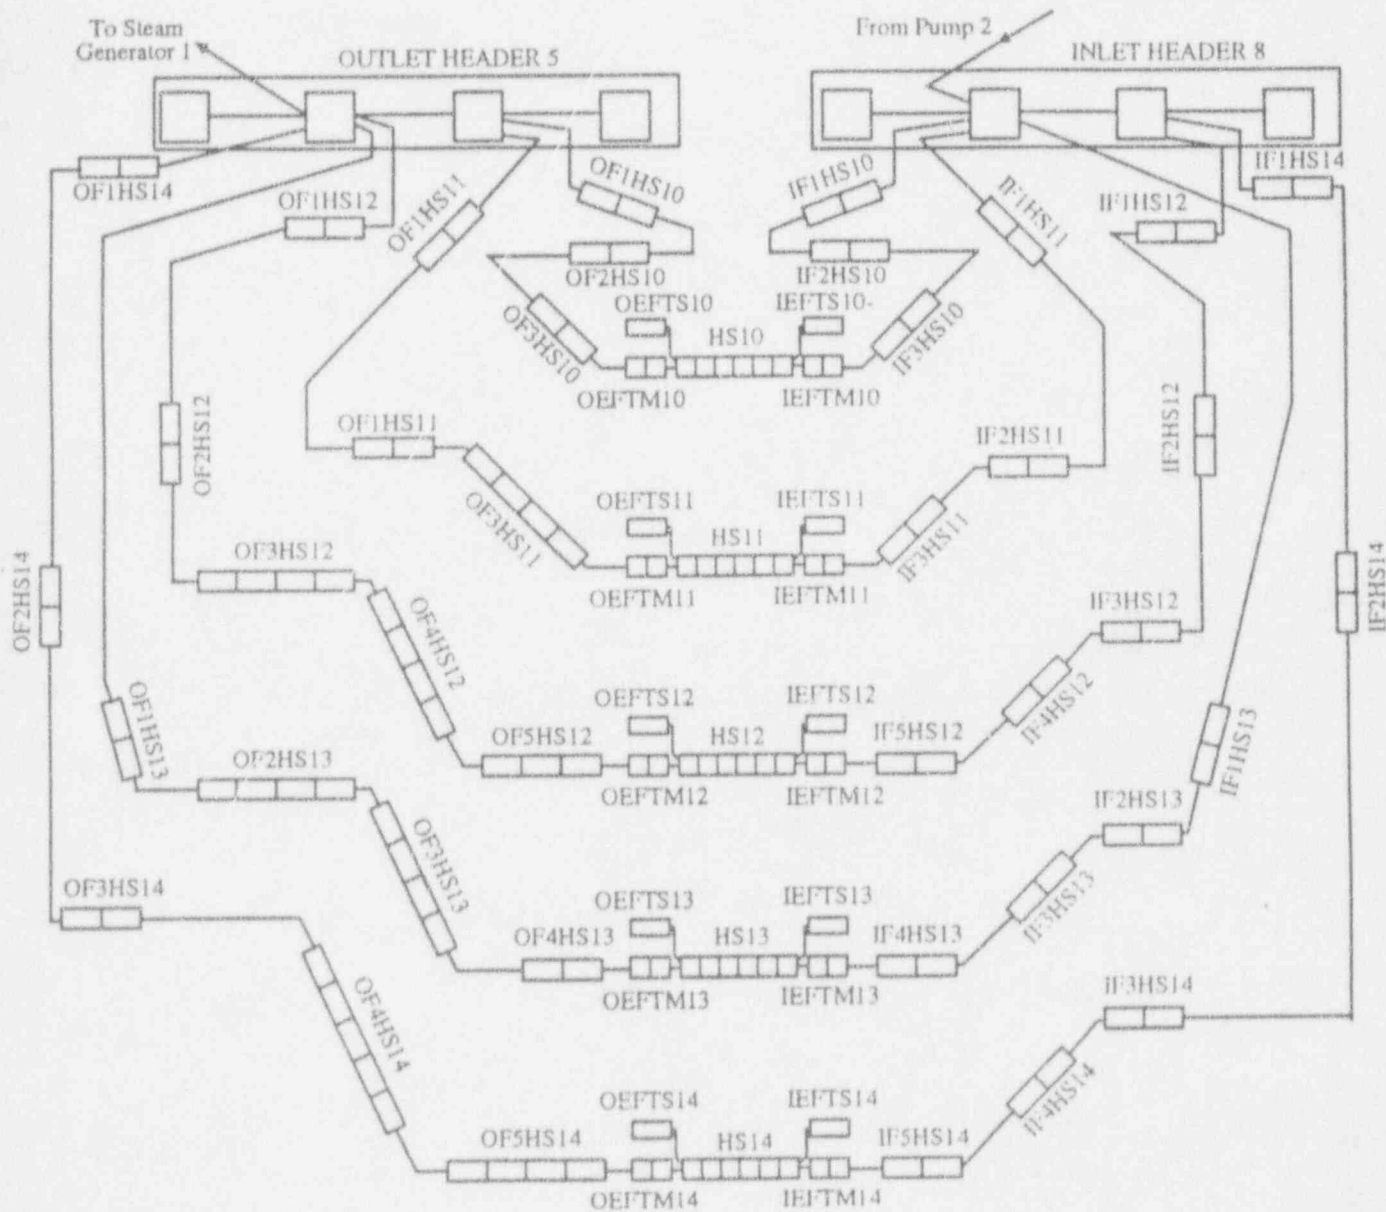 To Steam
Generator 1
From Pump 2
OUTLET HEADER 5
INLET HEADER 8
OF1HS14
OF1HS12
OF1HS11
OF1HS10
IF1HS10
IF1HS11
IF1HS12
IF1HS14
OF2HS10
IF2HS10
OF3HS10
OEFTS10
IEFTS10-
IF3HS10
HS10
OEFTM10
IEFTM10
OF2HS12
OF1HS11
IF2HS11
IF2HS12
OF3HS11
OEFTS11
IEFTS11
IF3HS11
HS11
OEFTM11
IEFTM11
OF3HS12
OF2HS14
IF2HS14
OF4HS12
IF3HS12
OEFTS12
IEFTS12
IF4HS12
OF1HS13
OF5HS12
HS12
IF5HS12
IF1HS13
OEFTM12
IEFTM12
OF2HS13
IF2HS13
OF3HS13
OF3HS14
OEFTS13
IEFTS13
IF3HS13
OF4HS13
HS13
IF4HS13
OEFTM13
IEFTM13
IF3HS14
OF4HS14
IF4HS14
OEFTS14
IEFTS14
OF5HS14
HS14
IF5HS14
OEFTM14
IEFTM14